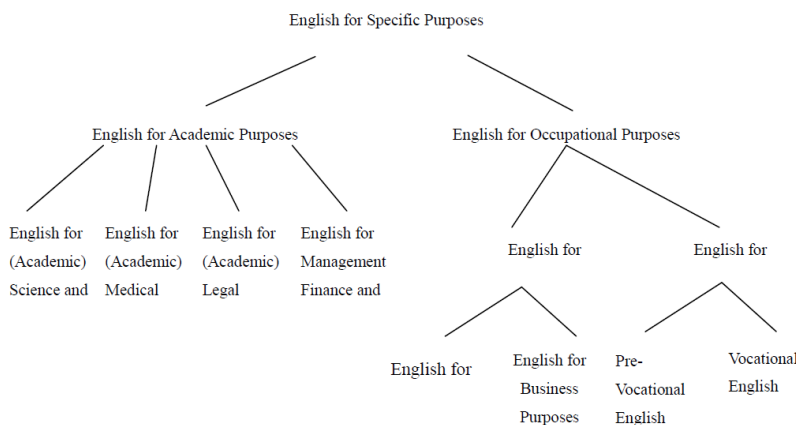 English for Specific Purposes
English for Academic Purposes
English for Occupational Purposes
English for
(Academic)
Science and
English for
(Academic)
Medical
English for
(Academic)
Legal
English for
Management
Finance and
English for
English for
English for
English for
Business
Purposes
Pre-
Vocational
English
Vocational
English